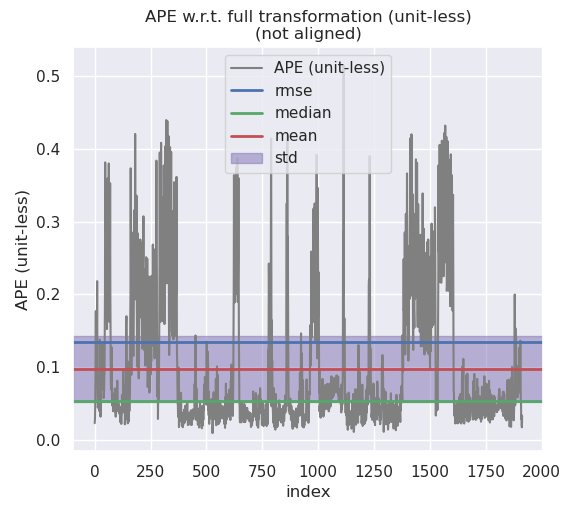 APE w.r.t. full transformation (unit-less)
(not aligned)
APE (unit-less)
rmse
median
mean
std
APE (unit-less)
0.5
0.4
0.3
0.2
0.1
0.0
0 250 500 750 1000 1250 1500 1750 2000
index